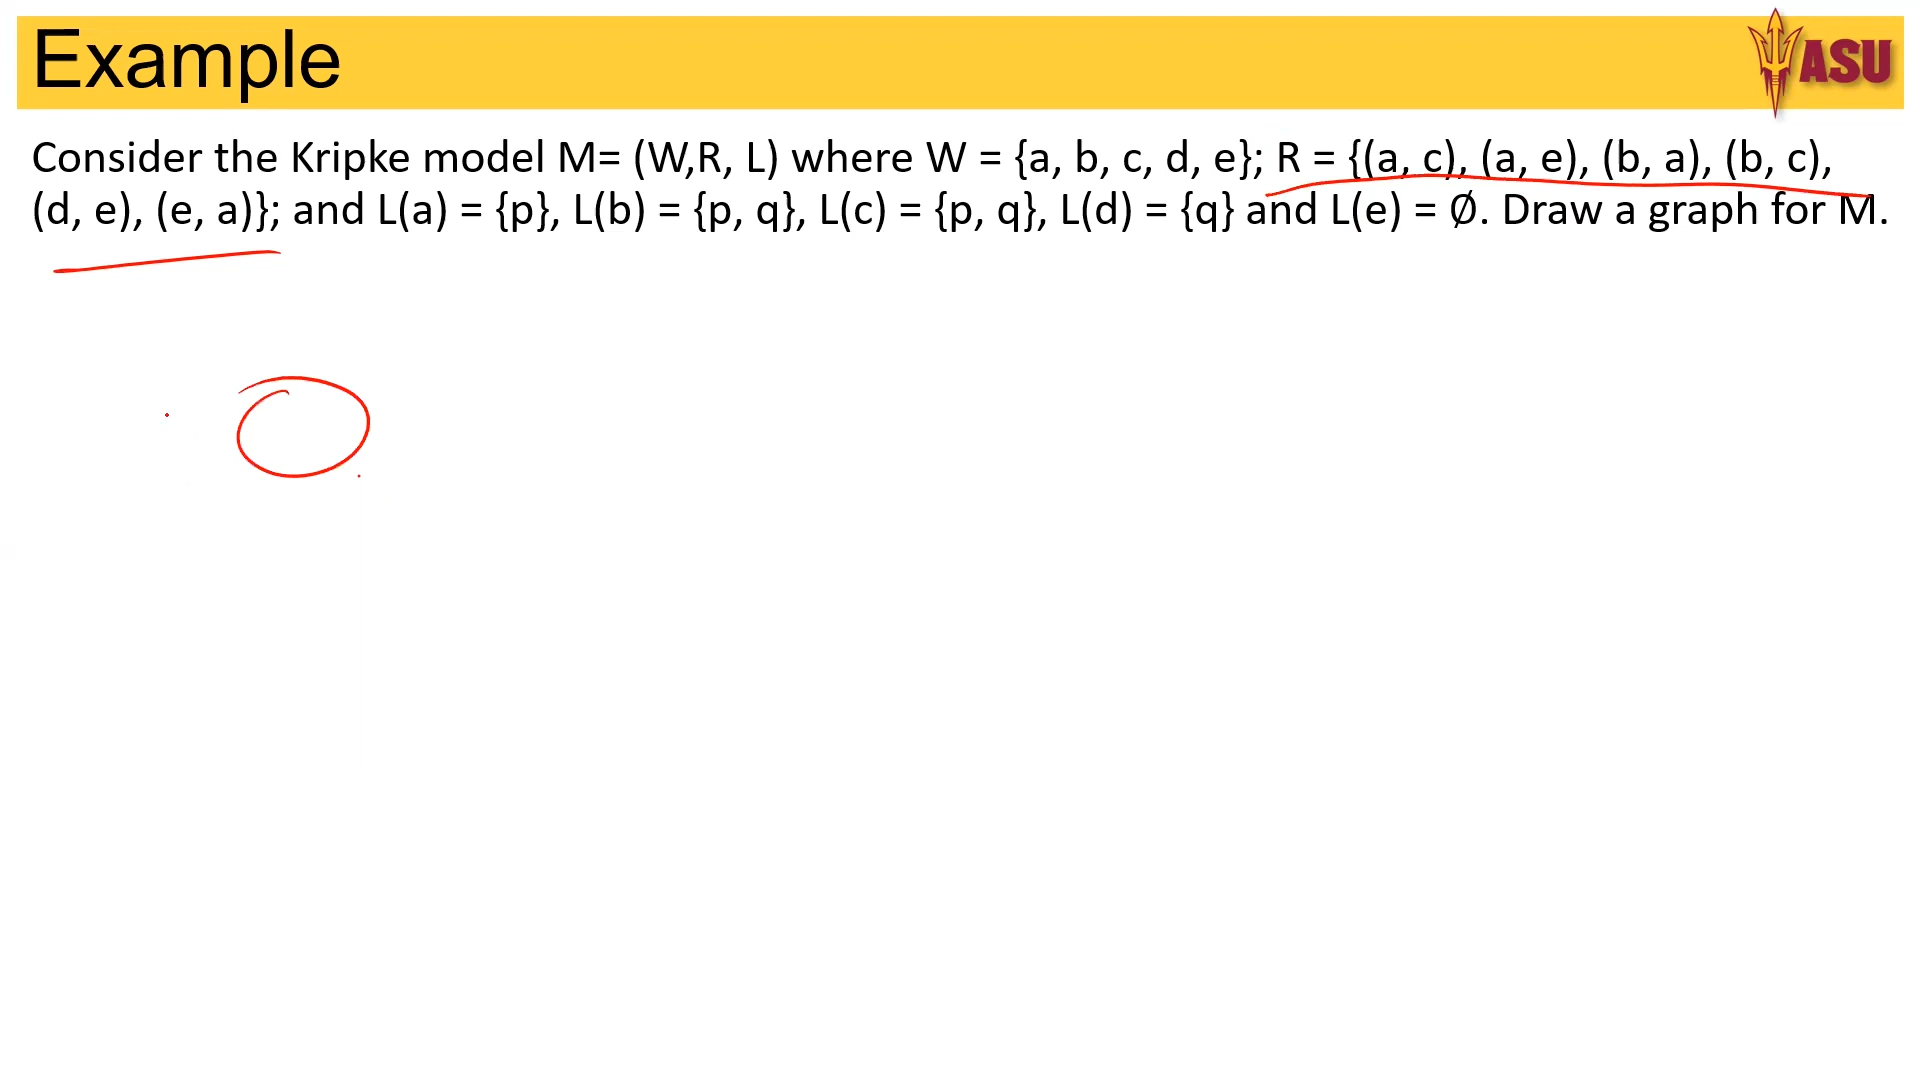 Example
ASU
Consider the Kripke model M= (W,R, L) where W = {a, b, c, d, e}; R = {(a, c), (a, e), (b, a), (b, c),
(d, e), (e, a)}; and L(a) = {p}, L(b) = {p, q}, L(c) = {p, q}, L(d) = {q} and L(e) = ∅. Draw a graph for M.